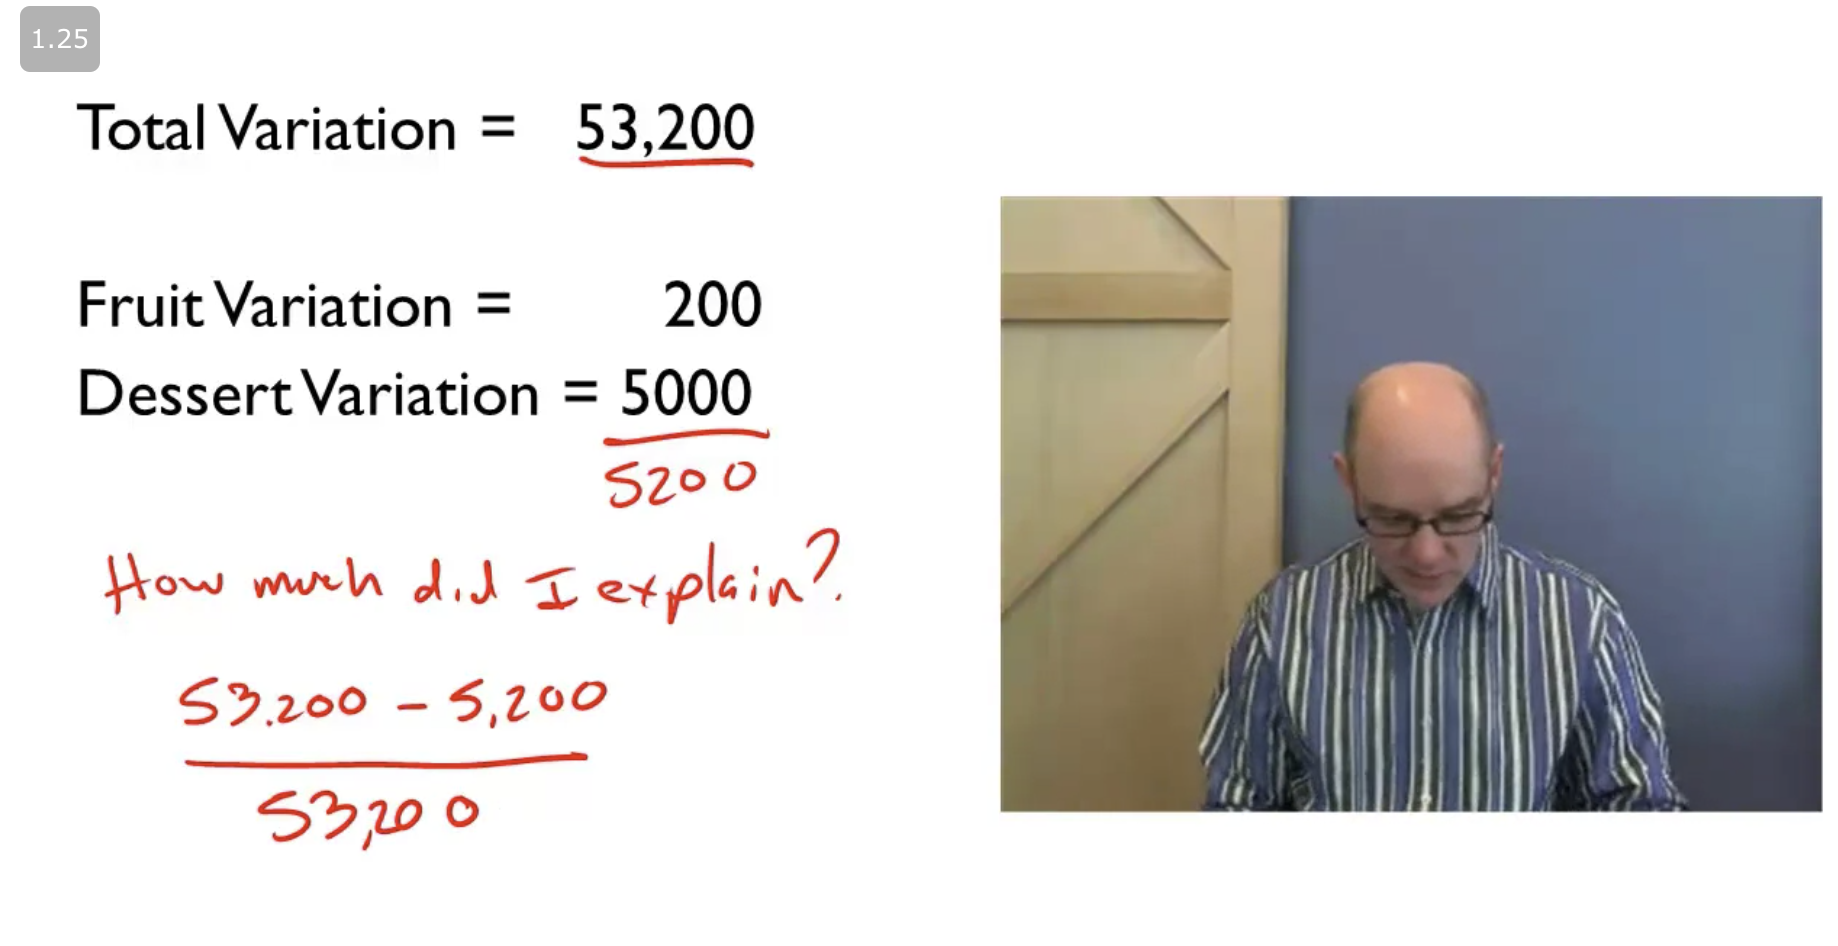 1.25
Total Variation = 53,200
Fruit Variation = 200
Dessert Variation = 5000
5200
How much did I explain?
53.200 - 5,200
53,200